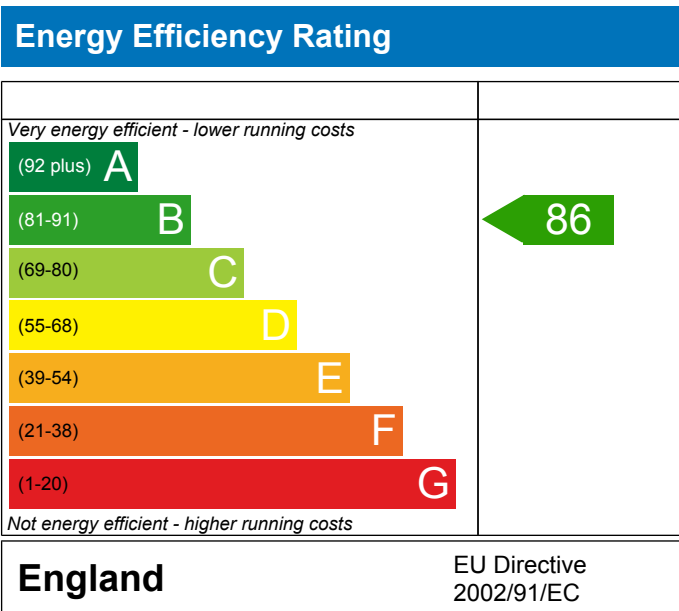 Energy Efficiency Rating
Very energy efficient - lower running costs
(92 plus) A
(81-91) B
86
(69-80) C
(55-68) D
(39-54) E
(21-38) F
(1-20) G
Not energy efficient - higher running costs
England
EU Directive
2002/91/EC